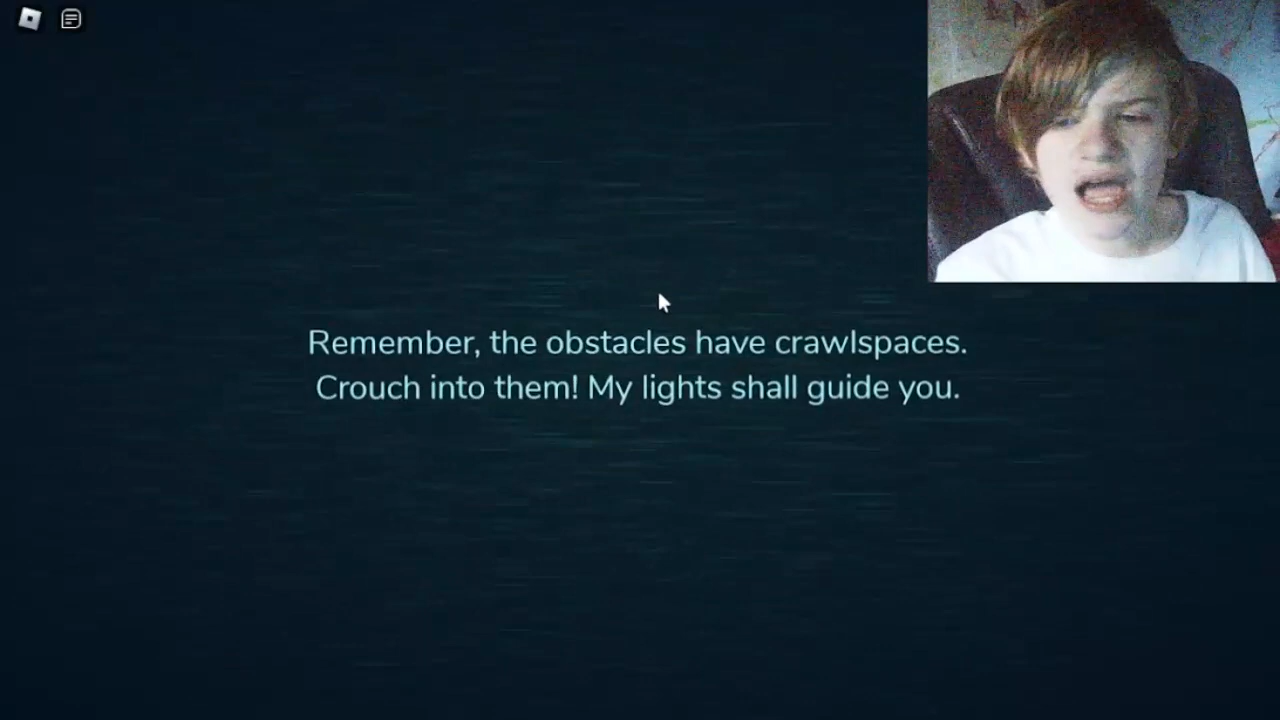 Remember, the obstacles have crawlspaces.
Crouch into them! My lights shall guide you.